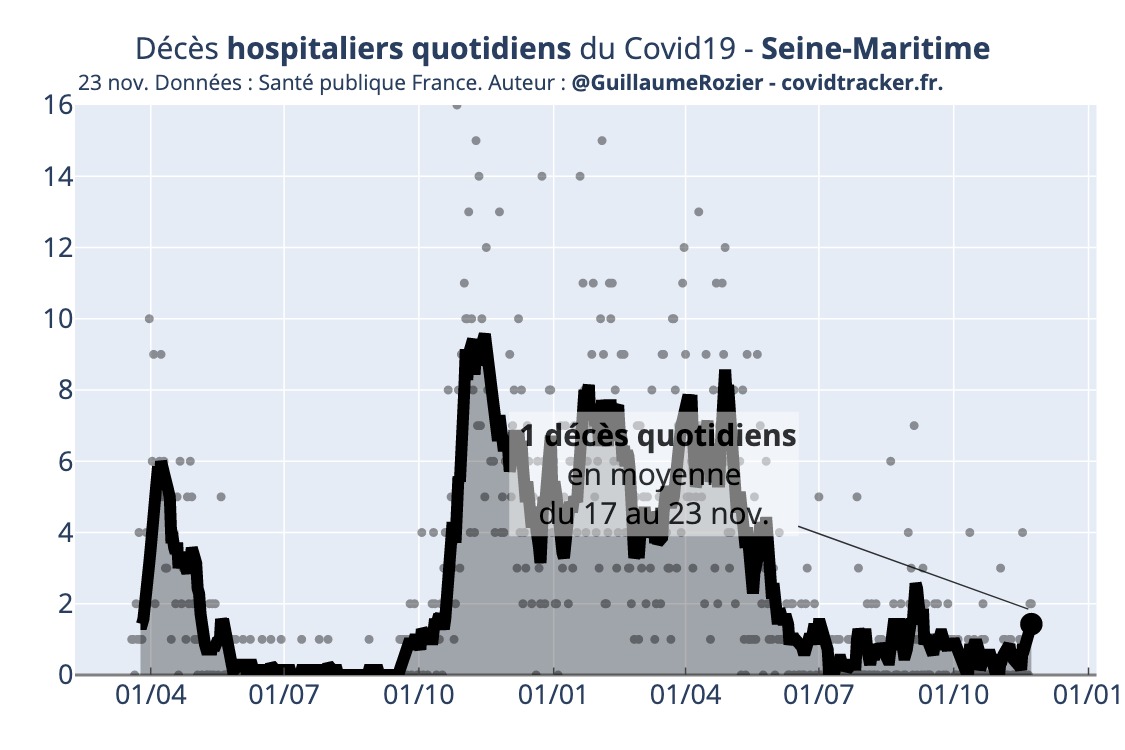 Décès hospitaliers quotidiens du Covid19 - Seine-Maritime
23 nov. Données : Santé publique France. Auteur : @GuillaumeRozier - covidtracker.fr.
16
14
12
10
8
6
4
2
0
1 décès quotidiens
en moyenne
du 17 au 23 nov.
01/04 01/07 01/10 01/01 01/04 01/07 01/10 01/01